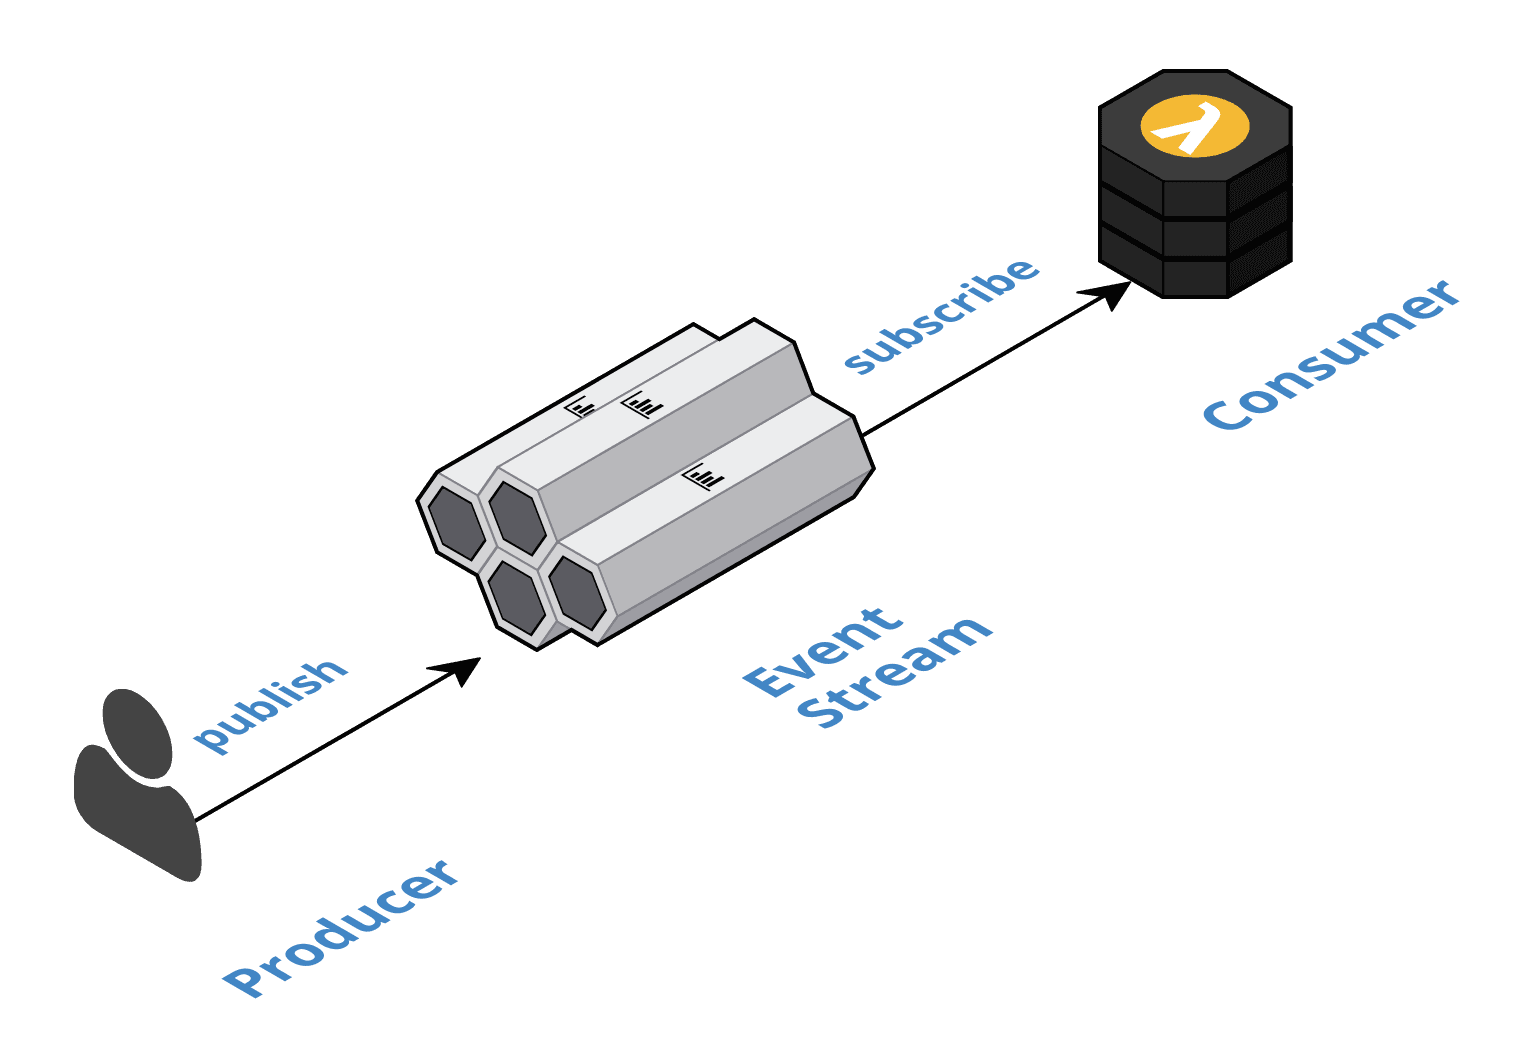 subscribe
Consumer
Event
Stream
publish
Producer